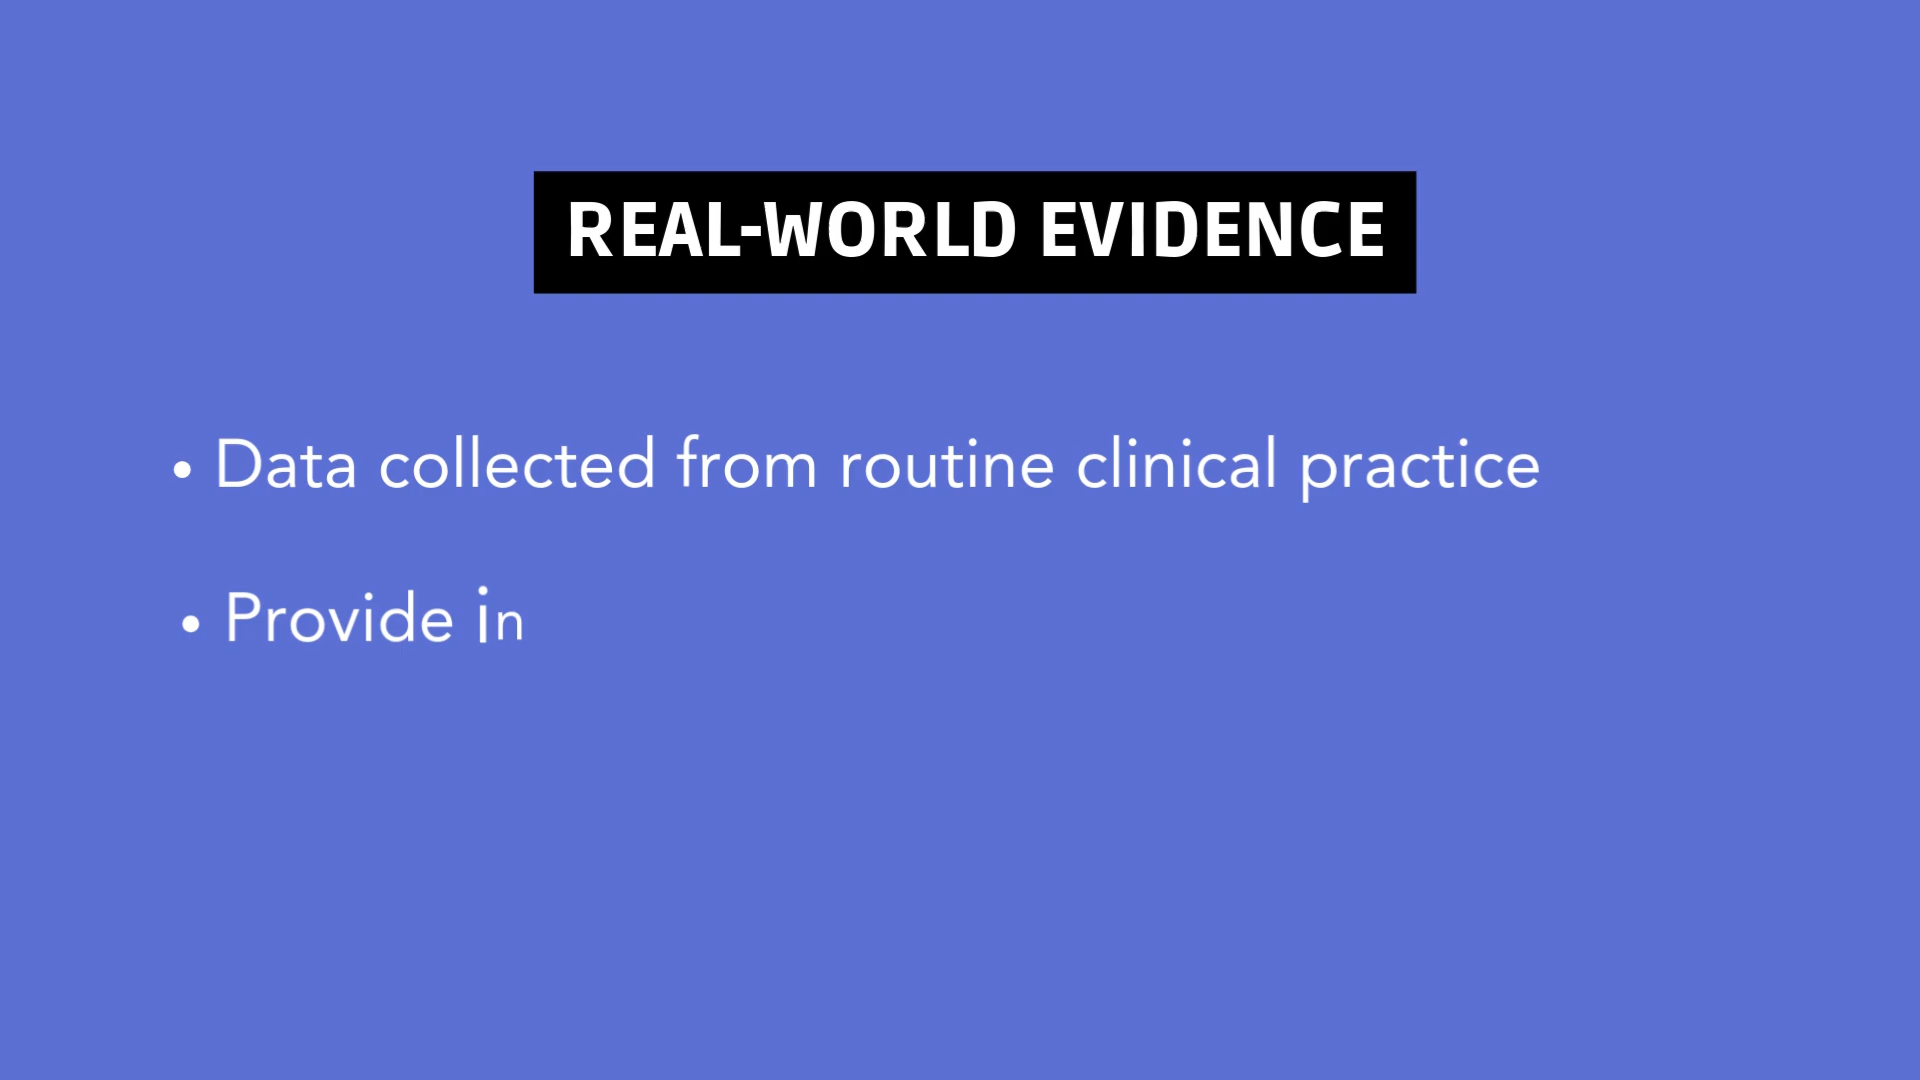 REAL-WORLD EVIDENCE
• Data collected from routine clinical practice
• Provide in